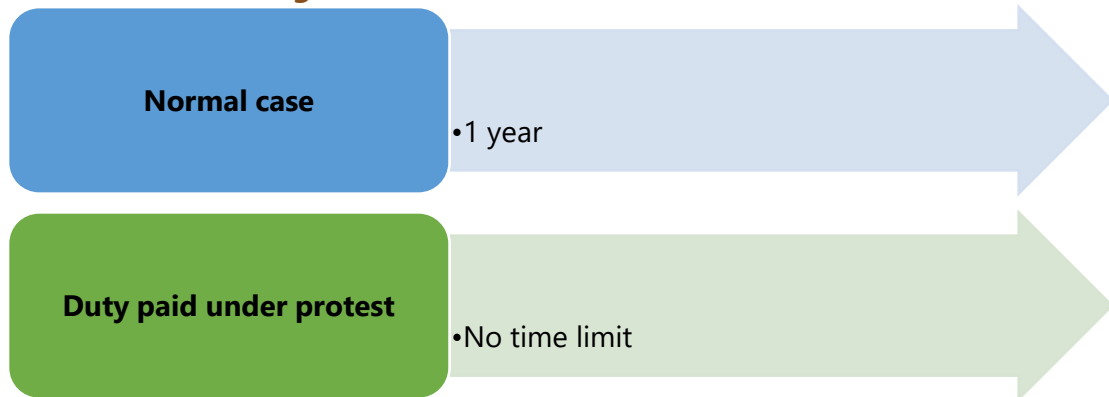 Normal case
•1 year
Duty paid under protest
•No time limit